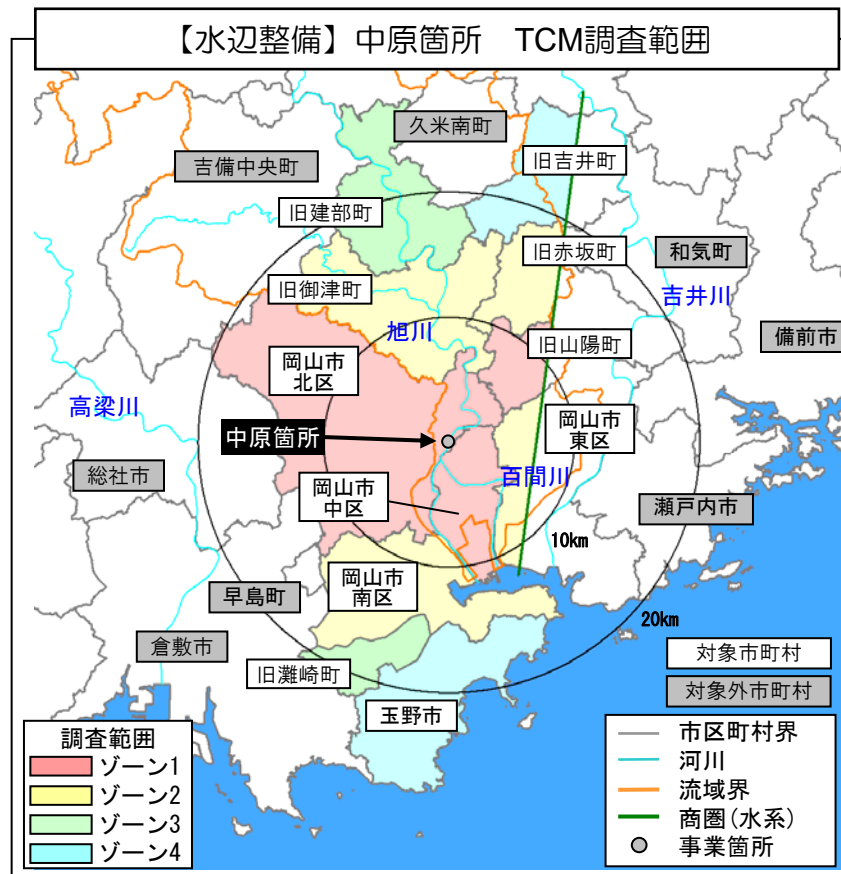 【水辺整備】中原箇所 TCM調査範囲
久米南町
吉備中央町
旧吉井町
旧建部町
旧赤坂町
和気町
旧御津町
吉井川
旭川
旧山陽町
備前市
岡山市
北区
高梁川
岡山市
東区
中原箇所
総社市
百間川
岡山市
中区
瀬戸内市
10km
岡山市
南区
早島町
20km
倉敷市
対象市町村
旧灘崎町
対象外市町村
玉野市
調査範囲
ゾーン1
ゾーン2
ゾーン3
ゾーン4
市区町村界
河川
流域界
商圏(水系)
事業箇所